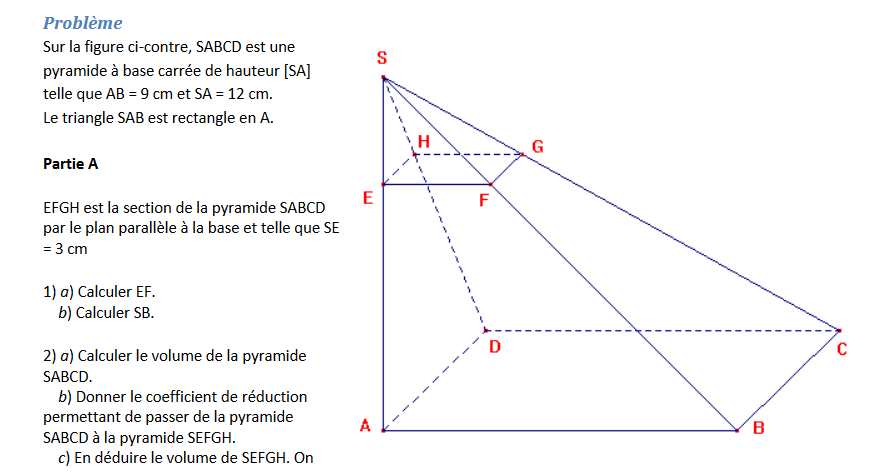 Problème
Sur la figure ci-contre, SABCD est une
pyramide à base carrée de hauteur [SA]
telle que AB = 9 cm et SA = 12 cm.
Le triangle SAB est rectangle en A.
Partie A
EFGH est la section de la pyramide SABCD
par le plan parallèle à la base et telle que SE
= 3 cm
1) a) Calculer EF.
b) Calculer SB.
2) a) Calculer le volume de la pyramide
SABCD.
b) Donner le coefficient de réduction
permettant de passer de la pyramide
SABCD à la pyramide SEFGH.
c) En déduire le volume de SEFGH. On
S
H
G
E
F
D
C
A
B